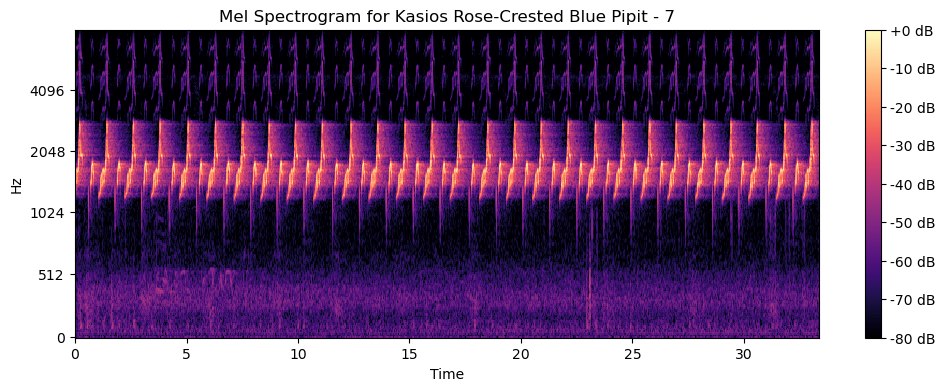 Mel Spectrogram for Kasios Rose-Crested Blue Pipit - 7
Hz
4096
2048
1024
512
0
0 5 10 15 20 25 30
Time
+0 dB
-10 dB
-20 dB
-30 dB
-40 dB
-50 dB
-60 dB
-70 dB
-80 dB